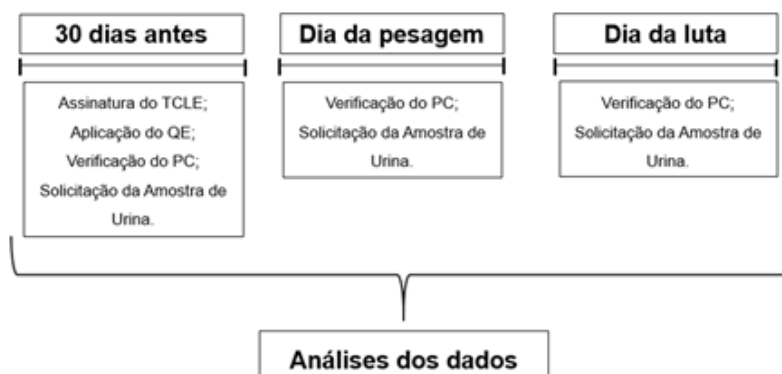 30 dias antes
Assinatura do TCLE;
Aplicação do QE;
Verificação do PC;
Solicitação da Amostra de
Urina.
Dia da pesagem
Verificação do PC;
Solicitação da Amostra de
Urina.
Dia da luta
Verificação do PC;
Solicitação da Amostra de
Urina.
Análises dos dados